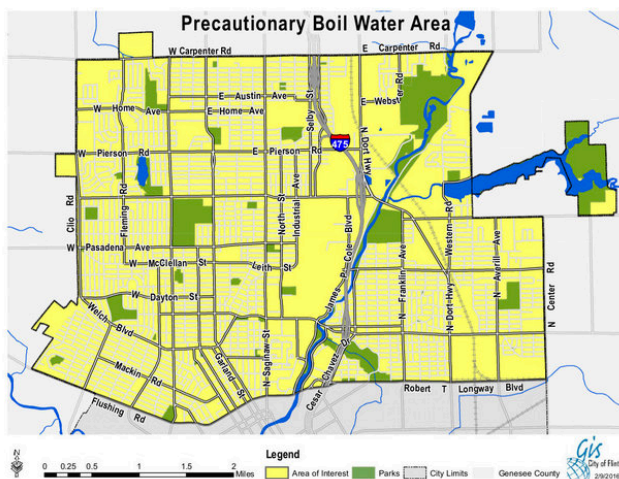 Precautionary Boil Water Area
W Carpenter Rd
E Carpenter Rd
Selby St
E Webster Rd
E Austin Ave
W Home Ave
E Home Ave
W Pierson Rd
E Pierson Rd
475
N Dort Hwy
Clio Rd
Fleming Rd
North St
Industrial Ave
W Pasadena Ave
W McClellan St
Leith St
James P. Cole Blvd
N Franklin Ave
Western Rd
N Dort Hwy
N Averill Ave
N Center Rd
W Dayton St
Welch Blvd
Mackin Rd
Garland St
N Saginaw St
Cesar Chavez Dr
Flushing Rd
Robert T Longway Blvd
Legend
0 0.25 0.5 1 1.5 2
Miles
Area of Interest
Parks
City Limits
Genesee County
Gis
City of Flint
2/9/2016